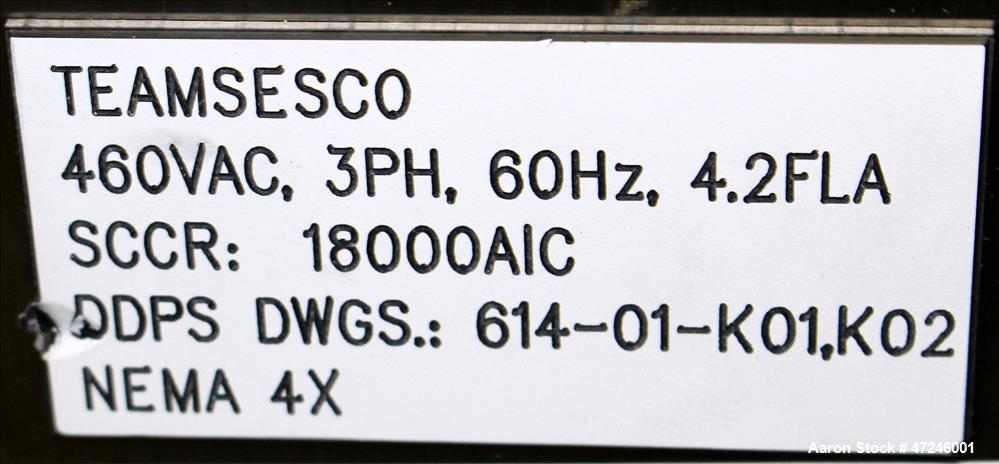 TEAMSESCO
460VAC, 3PH, 60Hz, 4.2FLA
SCCR: 18000AIC
DDPS DWGS.: 614-01-K01,K02
NEMA 4X
Aaron Stock # 47246001